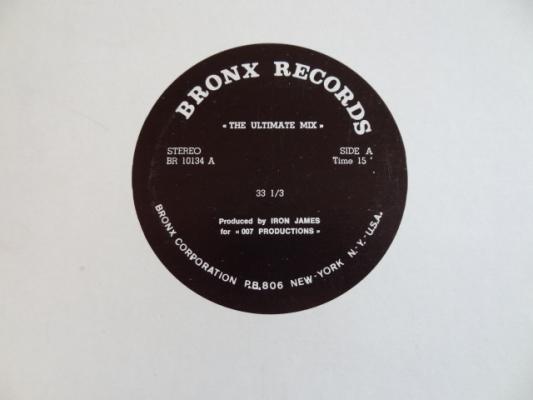 BRONX RECORDS
« THE ULTIMATE MIX »
STEREO
BR 10134 A
SIDE A
Time 15'
33 1/3
Produced by IRON JAMES
for « 007 PRODUCTIONS »
BRONX CORPORATION P.B.806 NEW-YORK N.-Y.-U.S.A.